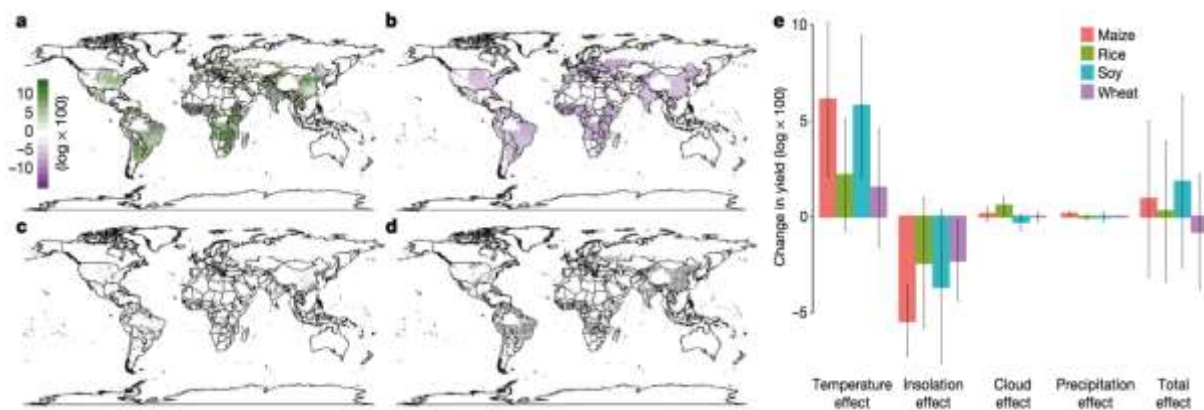 a
b
c
d
e
10
5
0
−5
−10
(log × 100)
10
5
0
−5
Change in yield (log × 100)
Maize
Rice
Soy
Wheat
Temperature effect
Insolation effect
Cloud effect
Precipitation effect
Total effect